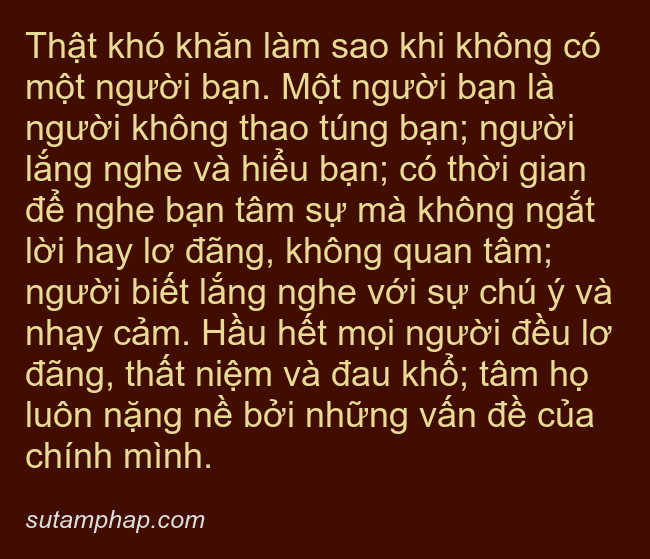 Thật khó khăn làm sao khi không có
một người bạn. Một người bạn là
người không thao túng bạn; người
lắng nghe và hiểu bạn; có thời gian
để nghe bạn tâm sự mà không ngắt
lời hay lơ đãng, không quan tâm;
người biết lắng nghe với sự chú ý và
nhạy cảm. Hầu hết mọi người đều lơ
đãng, thất niệm và đau khổ; tâm họ
luôn nặng nề bởi những vấn đề của
chính mình.
sutamphap.com